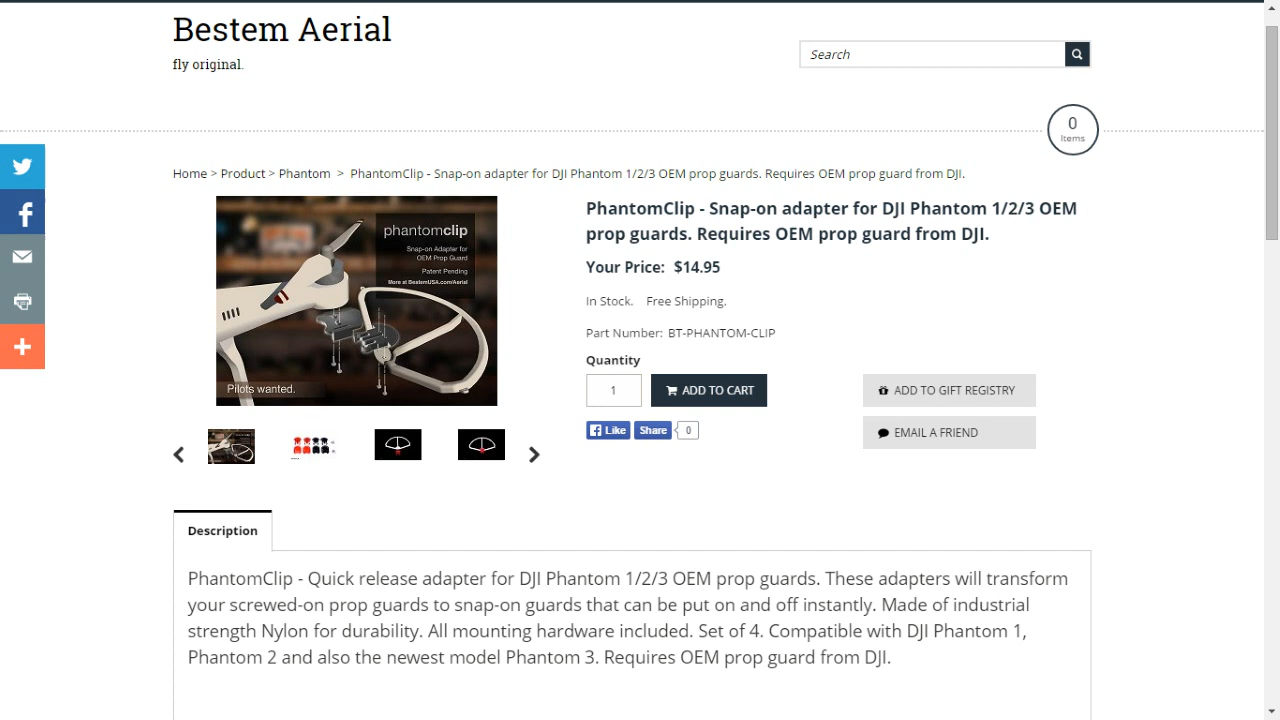 Bestem Aerial
fly original.
Search
0
Items
Home > Product > Phantom > PhantomClip - Snap-on adapter for DJI Phantom 1/2/3 OEM prop guards. Requires OEM prop guard from DJI.
phantomclip
Snap-on Adapter for
OEM Prop Guard
Patent Pending
More at BestemUSA.com/Aerial
Pilots wanted.
PhantomClip - Snap-on adapter for DJI Phantom 1/2/3 OEM
prop guards. Requires OEM prop guard from DJI.
Your Price: $14.95
In Stock. Free Shipping.
Part Number: BT-PHANTOM-CLIP
Quantity
1
ADD TO CART
ADD TO GIFT REGISTRY
Like
Share
0
EMAIL A FRIEND
Description
PhantomClip - Quick release adapter for DJI Phantom 1/2/3 OEM prop guards. These adapters will transform
your screwed-on prop guards to snap-on guards that can be put on and off instantly. Made of industrial
strength Nylon for durability. All mounting hardware included. Set of 4. Compatible with DJI Phantom 1,
Phantom 2 and also the newest model Phantom 3. Requires OEM prop guard from DJI.